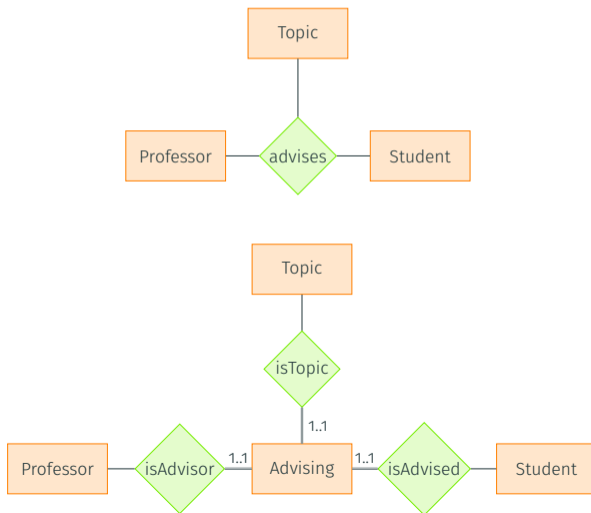 Topic
Professor
advises
Student
Topic
isTopic
1..1
Professor
isAdvisor
1..1
Advising
1..1
isAdvised
Student